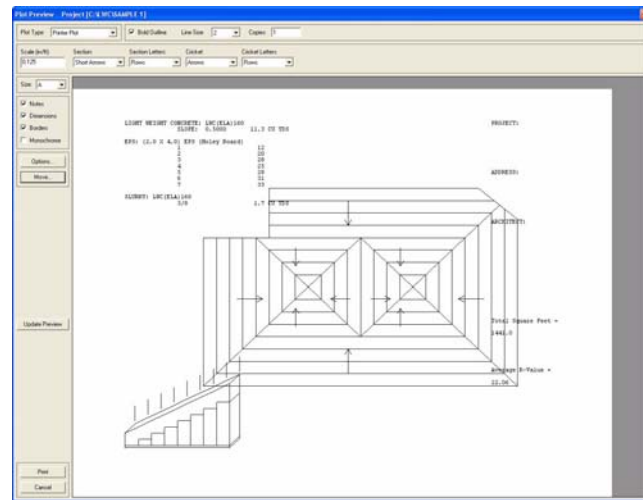 Plot Preview Project [C:\LWC\SAMPLE 1]
Plot Type Printer Plot Bold Outline Line Size 2 Copies 1
Scale (in/ft) Section Section Letters Cricket Cricket Letters
0.125 Short Arrows Rows Arrows Rows
Size A
Notes
Dimensions
Borders
Monochrome
Options...
Move...
Update Preview
Print
Cancel
LIGHT WEIGHT CONCRETE: LWC(ELA)100
SLOPE: 0.5000 11.3 CU YDS
EPS: (2.0 X 4.0) EPS (Holey Board)
1 12
2 20
3 28
4 25
5 28
6 31
7 33
SLURRY: LWC(ELA)100
3/8 1.7 CU YDS
PROJECT:
ADDRESS:
ARCHITECT:
Total Square Feet =
1441.0
Average R-Value =
22.06